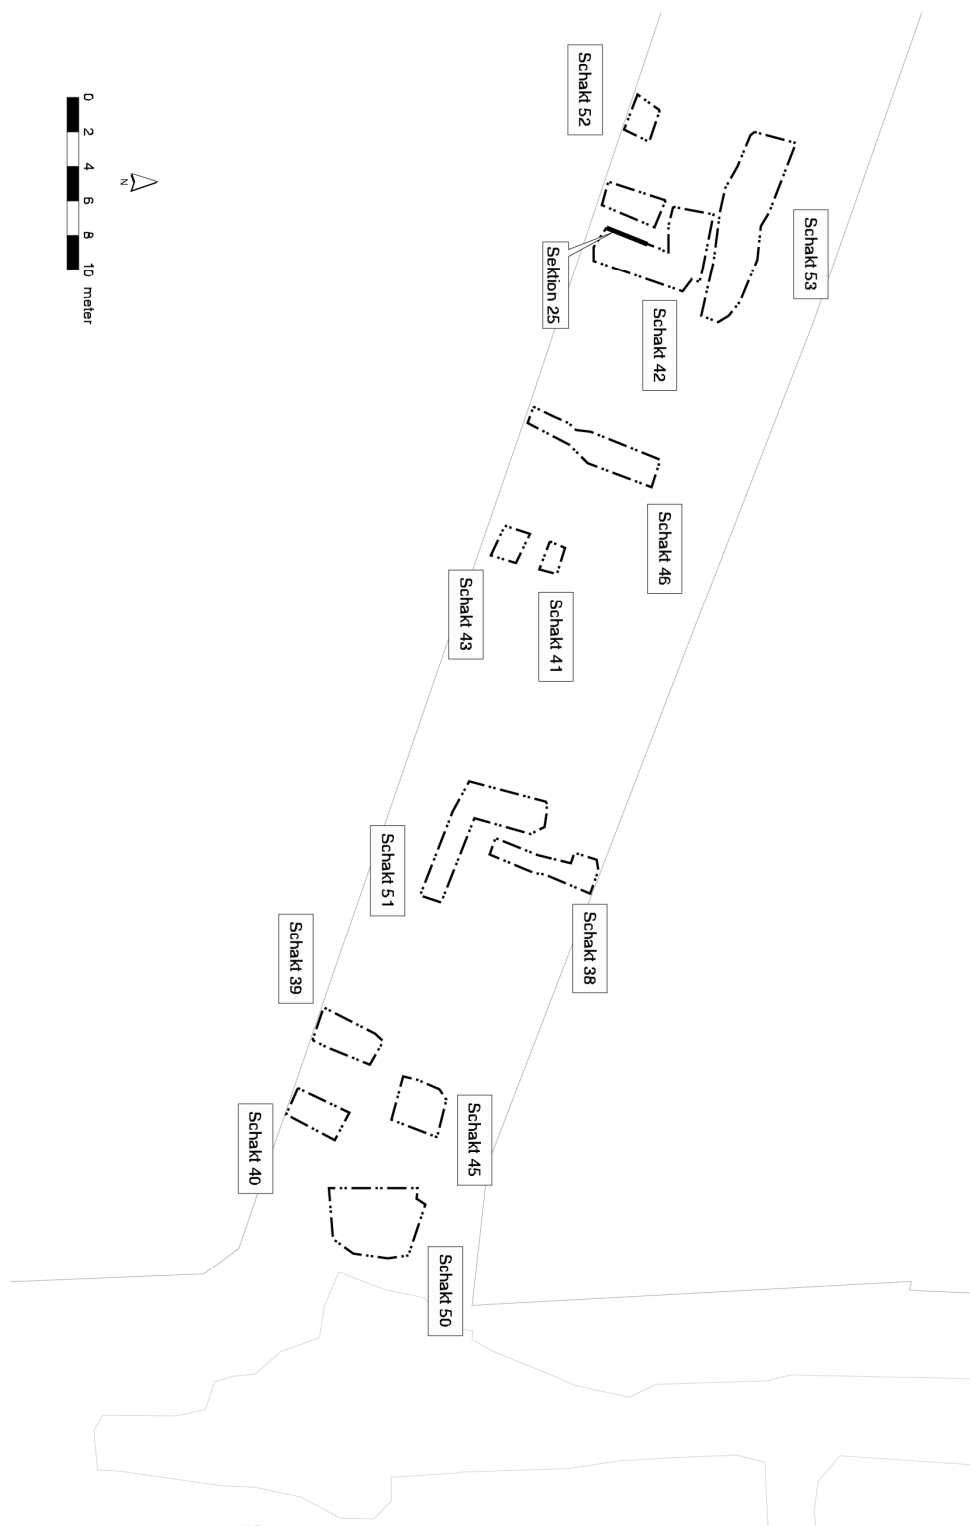 Schakt 52
Schakt 53
Sektion 25
Schakt 42
0 2 4 6 8 10 meter
N
Schakt 46
Schakt 43
Schakt 41
Schakt 51
Schakt 38
Schakt 39
Schakt 45
Schakt 40
Schakt 50